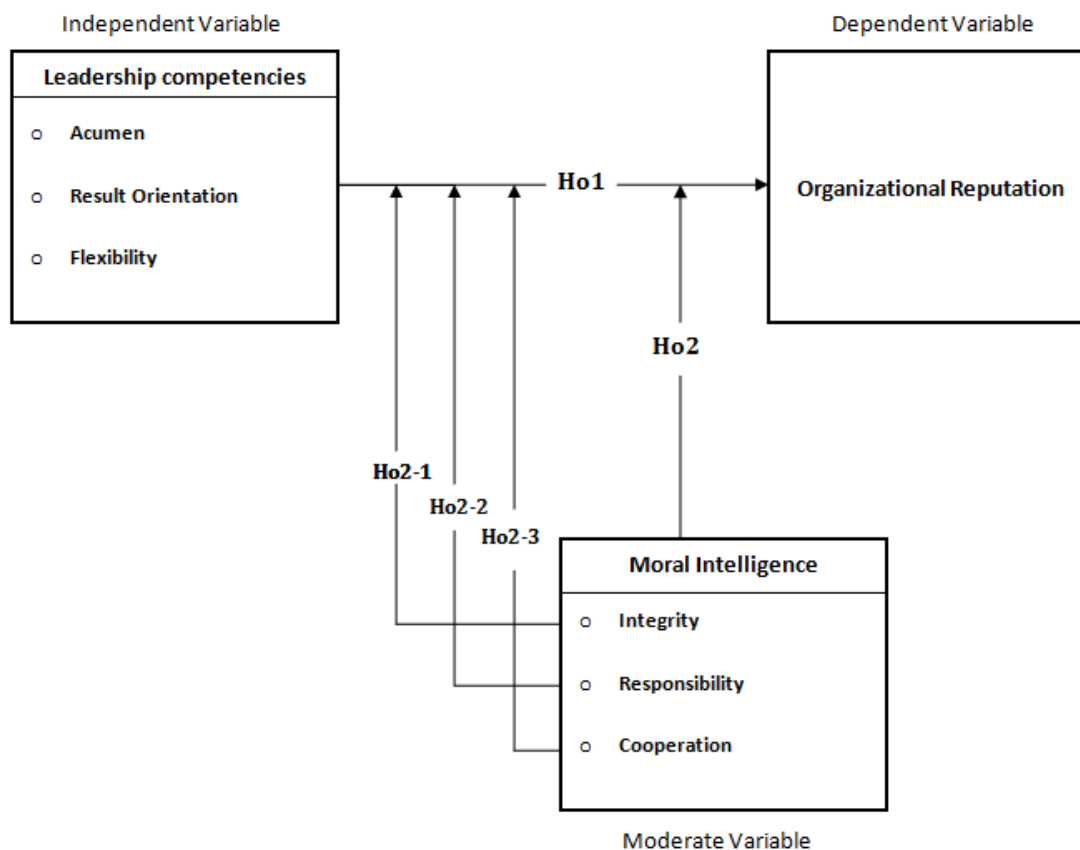 Independent Variable
Dependent Variable
Leadership competencies
o Acumen
o Result Orientation
o Flexibility
Ho1
Organizational Reputation
Ho2
Ho2-1
Ho2-2
Ho2-3
Moral Intelligence
o Integrity
o Responsibility
o Cooperation
Moderate Variable